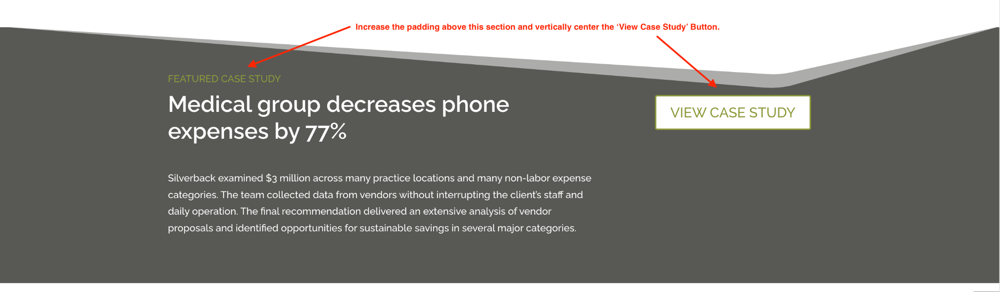 Increase the padding above this section and vertically center the ‘View Case Study’ Button.
FEATURED CASE STUDY
Medical group decreases phone
expenses by 77%
VIEW CASE STUDY
Silverback examined $3 million across many practice locations and many non-labor expense
categories. The team collected data from vendors without interrupting the client’s staff and
daily operation. The final recommendation delivered an extensive analysis of vendor
proposals and identified opportunities for sustainable savings in several major categories.